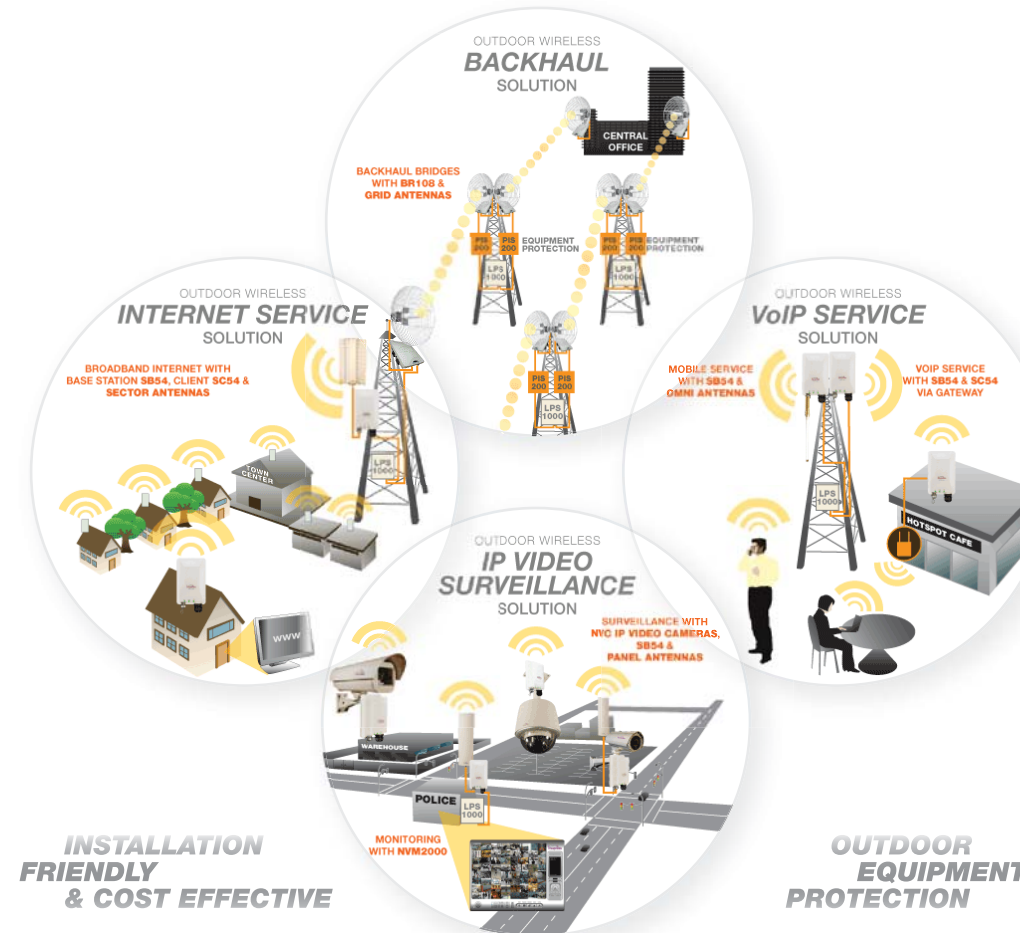 OUTDOOR WIRELESS
BACKHAUL
SOLUTION
CENTRAL
OFFICE
BACKHAUL BRIDGES
WITH BR108 &
GRID ANTENNAS
PIS
200
PIS
200
EQUIPMENT
PROTECTION
LPS
1000
PIS
200
PIS
200
EQUIPMENT
PROTECTION
LPS
1000
PIS
200
PIS
200
LPS
1000
OUTDOOR WIRELESS
INTERNET SERVICE
SOLUTION
BROADBAND INTERNET WITH
BASE STATION SB54, CLIENT SC54 &
SECTOR ANTENNAS
LPS
1000
TOWN
CENTER
WWW
OUTDOOR WIRELESS
VoIP SERVICE
SOLUTION
MOBILE SERVICE
WITH SB54 &
OMNI ANTENNAS
VOIP SERVICE
WITH SB54 & SC54
VIA GATEWAY
LPS
1000
HOTSPOT CAFE
OUTDOOR WIRELESS
IP VIDEO
SURVEILLANCE
SOLUTION
SURVEILLANCE WITH
NVC IP VIDEO CAMERAS,
SB54 &
PANEL ANTENNAS
WAREHOUSE
POLICE
LPS
1000
MONITORING
WITH NVM2000
INSTALLATION
FRIENDLY
& COST EFFECTIVE
OUTDOOR
EQUIPMENT
PROTECTION